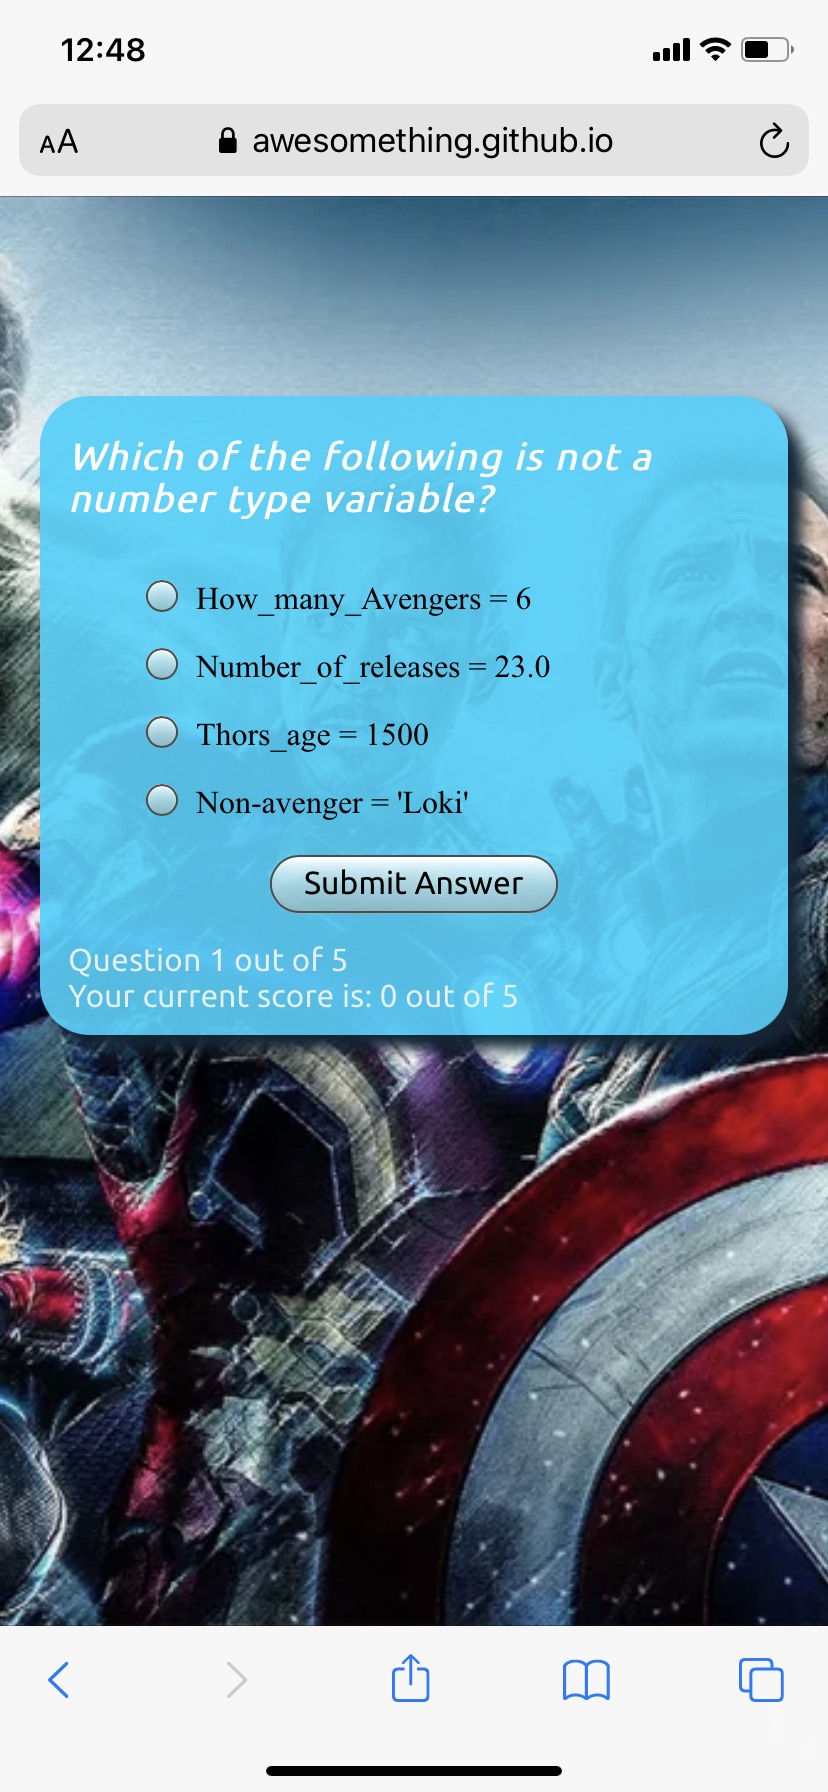 12:48
AA awesomething.github.io
Which of the following is not a
number type variable?
How_many_Avengers = 6
Number_of_releases = 23.0
Thors_age = 1500
Non-avenger = 'Loki'
Submit Answer
Question 1 out of 5
Your current score is: 0 out of 5